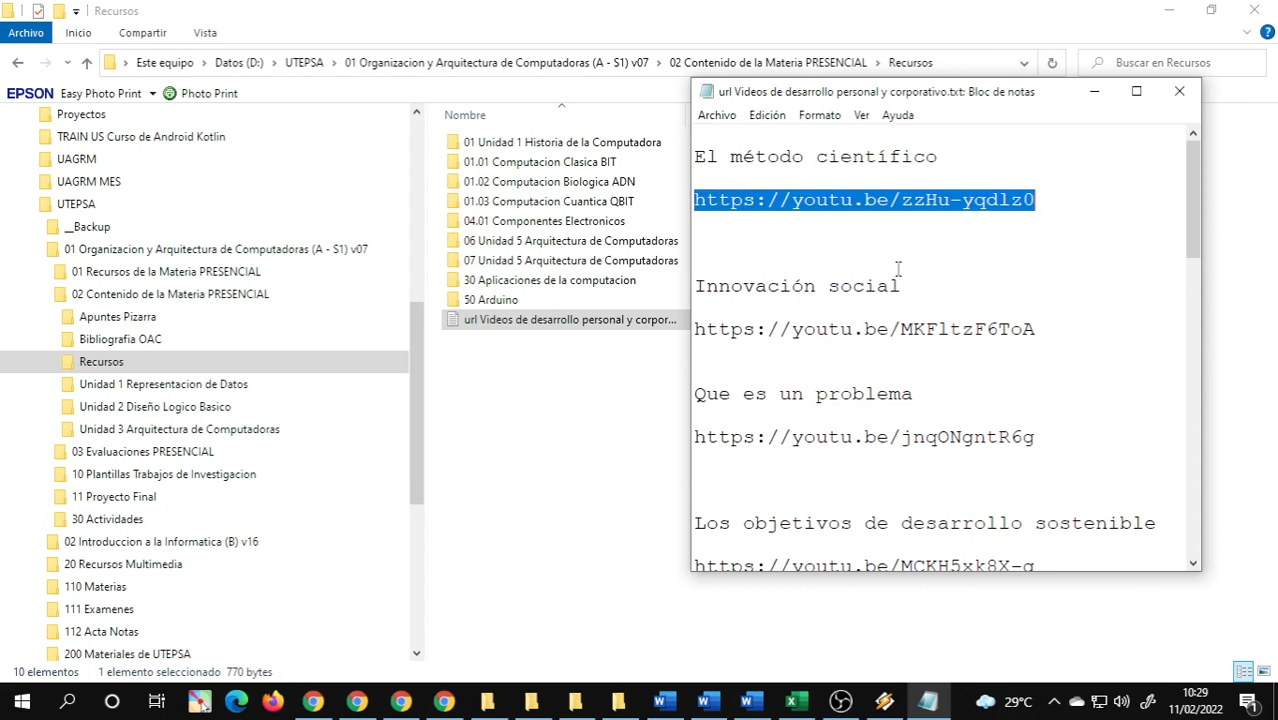 Recursos
Archivo Inicio Compartir Vista
Este equipo Datos (D:) UTEPSA 01 Organizacion y Arquitectura de Computadoras (A - S1) v07 02 Contenido de la Materia PRESENCIAL Recursos
Buscar en Recursos
EPSON Easy Photo Print Photo Print
Proyectos
TRAIN US Curso de Android Kotlin
UAGRM
UAGRM MES
UTEPSA
__Backup
01 Organizacion y Arquitectura de Computadoras (A - S1) v07
01 Recursos de la Materia PRESENCIAL
02 Contenido de la Materia PRESENCIAL
Apuntes Pizarra
Bibliografia OAC
Recursos
Unidad 1 Representacion de Datos
Unidad 2 Diseño Logico Basico
Unidad 3 Arquitectura de Computadoras
03 Evaluaciones PRESENCIAL
10 Plantillas Trabajos de Investigacion
11 Proyecto Final
30 Actividades
02 Introduccion a la Informatica (B) v16
20 Recursos Multimedia
110 Materias
111 Examenes
112 Acta Notas
200 Materiales de UTEPSA
Nombre
01 Unidad 1 Historia de la Computadora
01.01 Computacion Clasica BIT
01.02 Computacion Biologica ADN
01.03 Computacion Cuantica QBIT
04.01 Componentes Electronicos
06 Unidad 5 Arquitectura de Computadoras
07 Unidad 5 Arquitectura de Computadoras
30 Aplicaciones de la computacion
50 Arduino
url Videos de desarrollo personal y corpor...
url Videos de desarrollo personal y corporativo.txt: Bloc de notas
Archivo Edición Formato Ver Ayuda
El método científico
https://youtu.be/zzHu-yqdlz0
Innovación social
https://youtu.be/MKFltzF6ToA
Que es un problema
https://youtu.be/jnqONgntR6g
Los objetivos de desarrollo sostenible
https://youtu.be/MCKH5xk8X-g
10 elementos 1 elemento seleccionado 770 bytes
29°C
10:29
11/02/2022
1